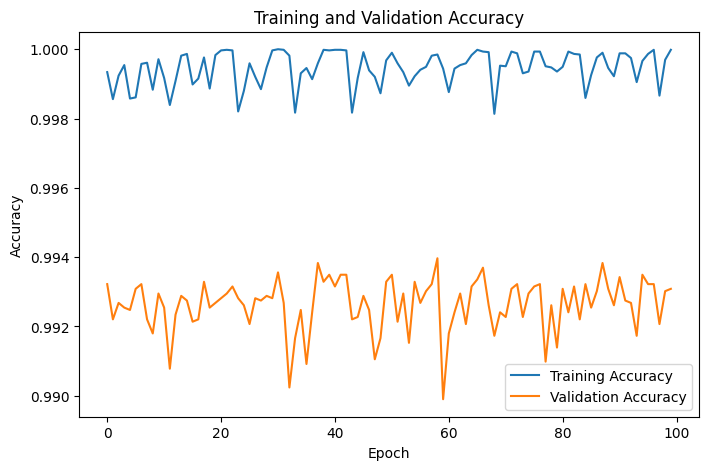 Training and Validation Accuracy
1.000
0.998
0.996
0.994
0.992
0.990
Accuracy
0
20
40
60
80
100
Epoch
Training Accuracy
Validation Accuracy